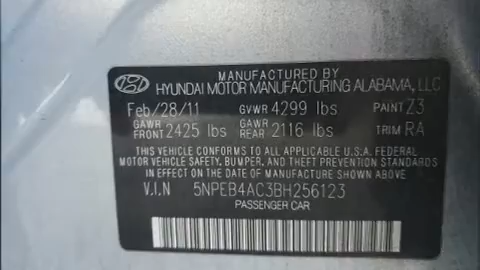 MANUFACTURED BY
HYUNDAI MOTOR MANUFACTURING ALABAMA, LLC
Feb/28/11 GVWR 4299 lbs PAINT Z3
GAWR FRONT 2425 lbs GAWR REAR 2116 lbs TRIM RA
THIS VEHICLE CONFORMS TO ALL APPLICABLE U.S.A. FEDERAL
MOTOR VEHICLE SAFETY, BUMPER, AND THEFT PREVENTION STANDARDS
IN EFFECT ON THE DATE OF MANUFACTURE SHOWN ABOVE
V.I.N 5NPEB4AC3BH256123
PASSENGER CAR